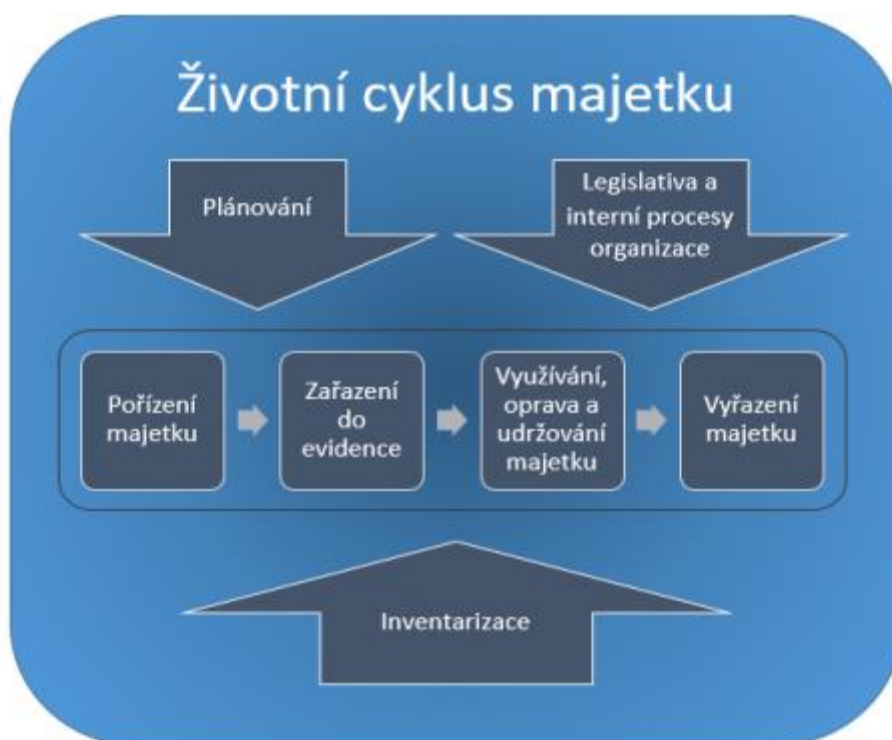 Životní cyklus majetku
Plánování
Legislativa a
interní procesy
organizace
Pořízení
majetku
Zařazení
do
evidence
Využívání,
oprava a
udržování
majetku
Vyřazení
majetku
Inventarizace